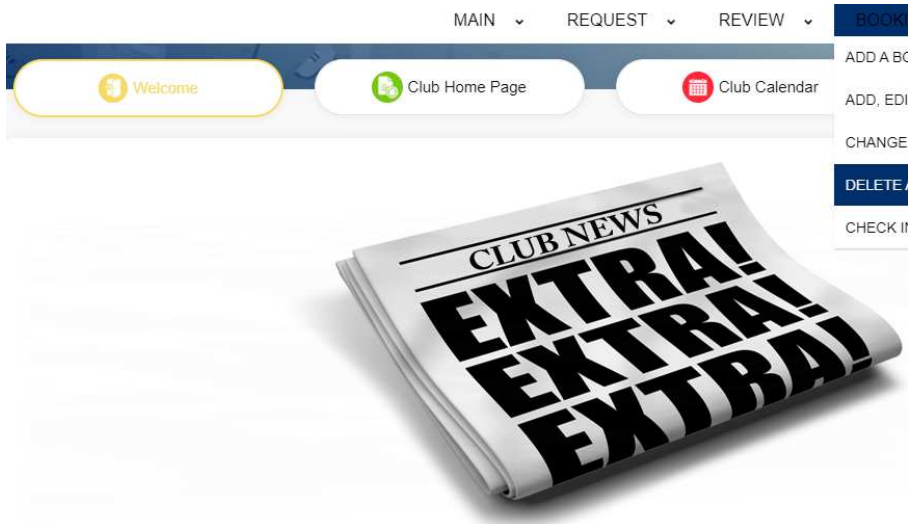 MAIN REQUEST REVIEW BOOKI
ADD A BO
Welcome Club Home Page Club Calendar
ADD, EDI
CHANGE
DELETE A
CHECK IN
CLUB NEWS
EXTRA!
EXTRA!
EXTRA!